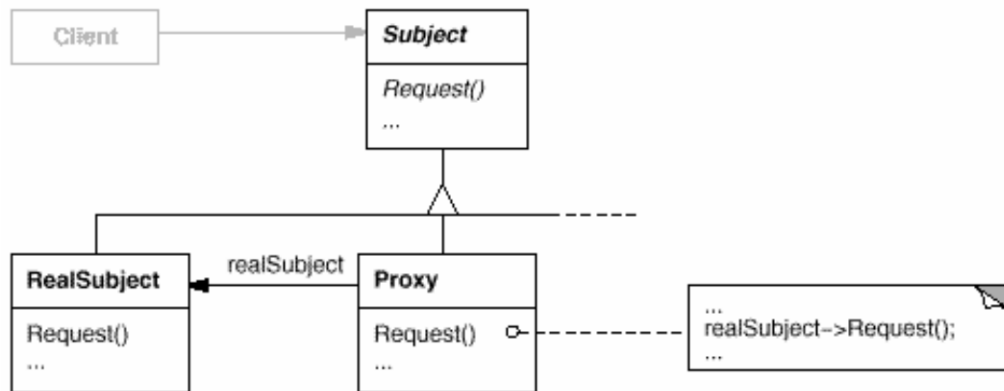 Client
Subject
Request()
...
RealSubject
Request()
...
realSubject
Proxy
Request()
...
...
realSubject->Request();
...